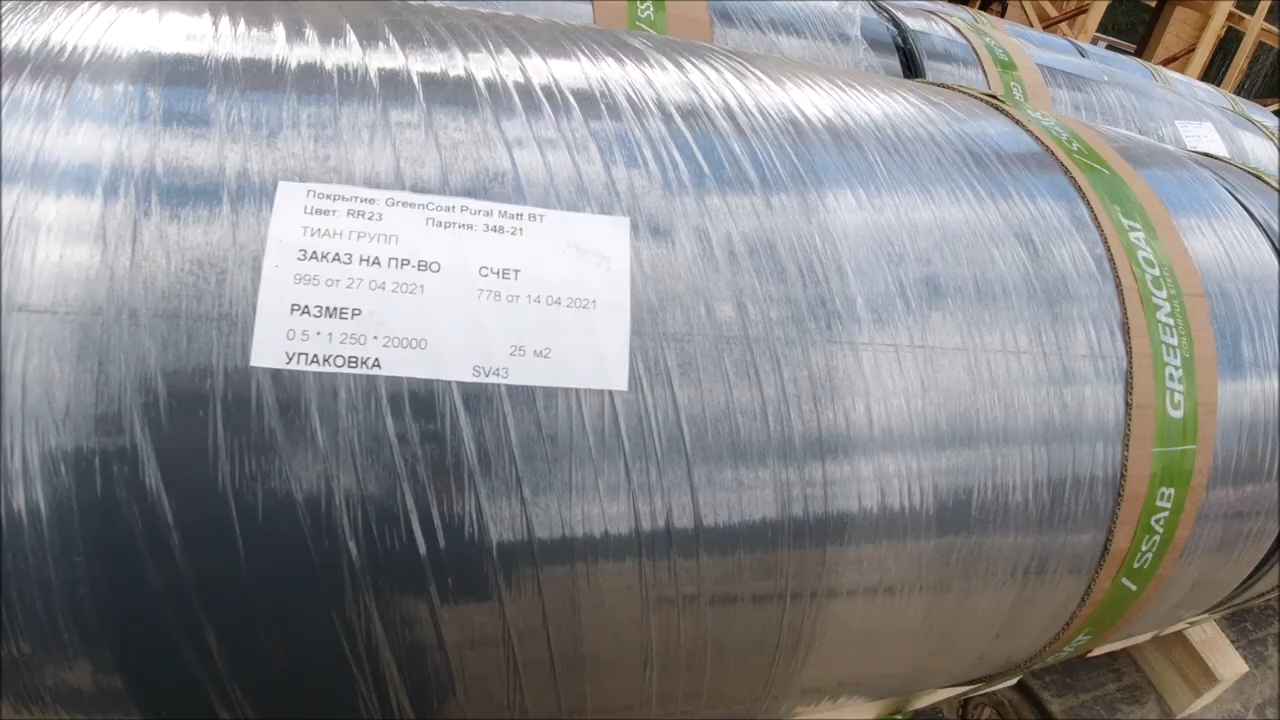 Покрытие: GreenCoat Pural Matt BT
Цвет: RR23 Партия: 348-21
ТИАН ГРУПП
ЗАКАЗ НА ПР-ВО СЧЕТ
995 от 27 04.2021 778 от 14 04.2021
РАЗМЕР
0.5 * 1 250 * 20000 25 м2
УПАКОВКА SV43
GREENCOAT
COLORFUL STEEL
SSAB